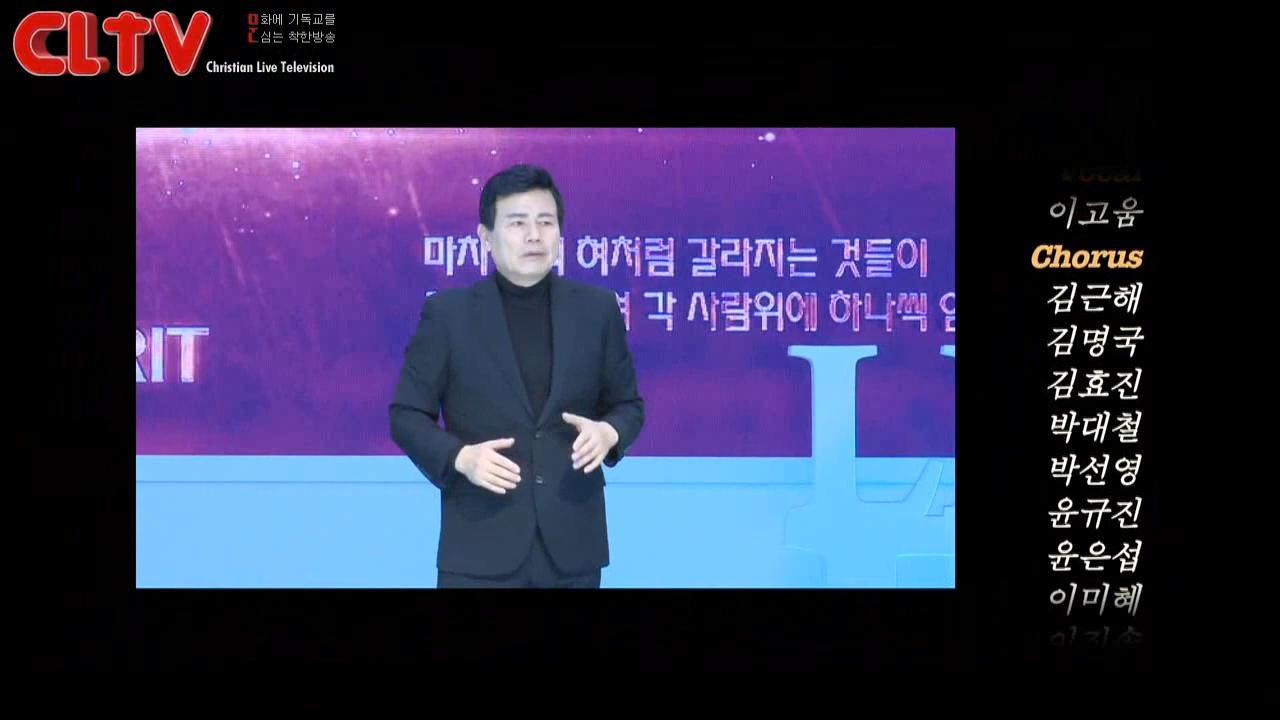 CLTV
문화에 기독교를
심는 착한방송
Christian Live Television
혀처럼 갈라지는 것들이
각 사람위에 하나씩
RIT
Vocal
이고움
Chorus
김근해
김명국
김효진
박대철
박선영
윤규진
윤은섭
이미혜